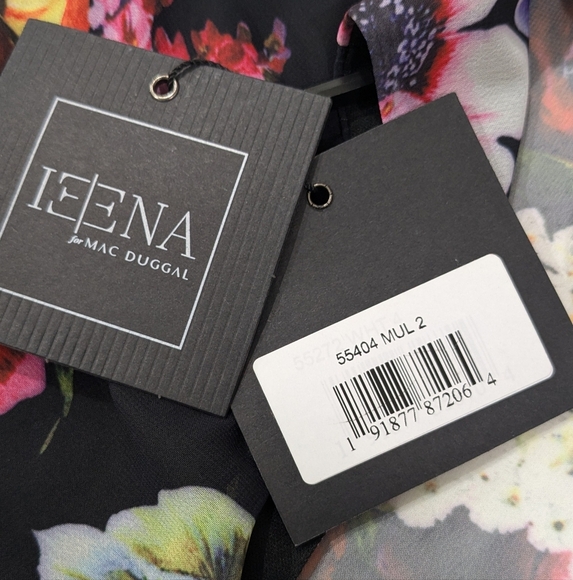 IEENA
for MAC DUGGAL
55404 MUL 2
1 91877 87206 4